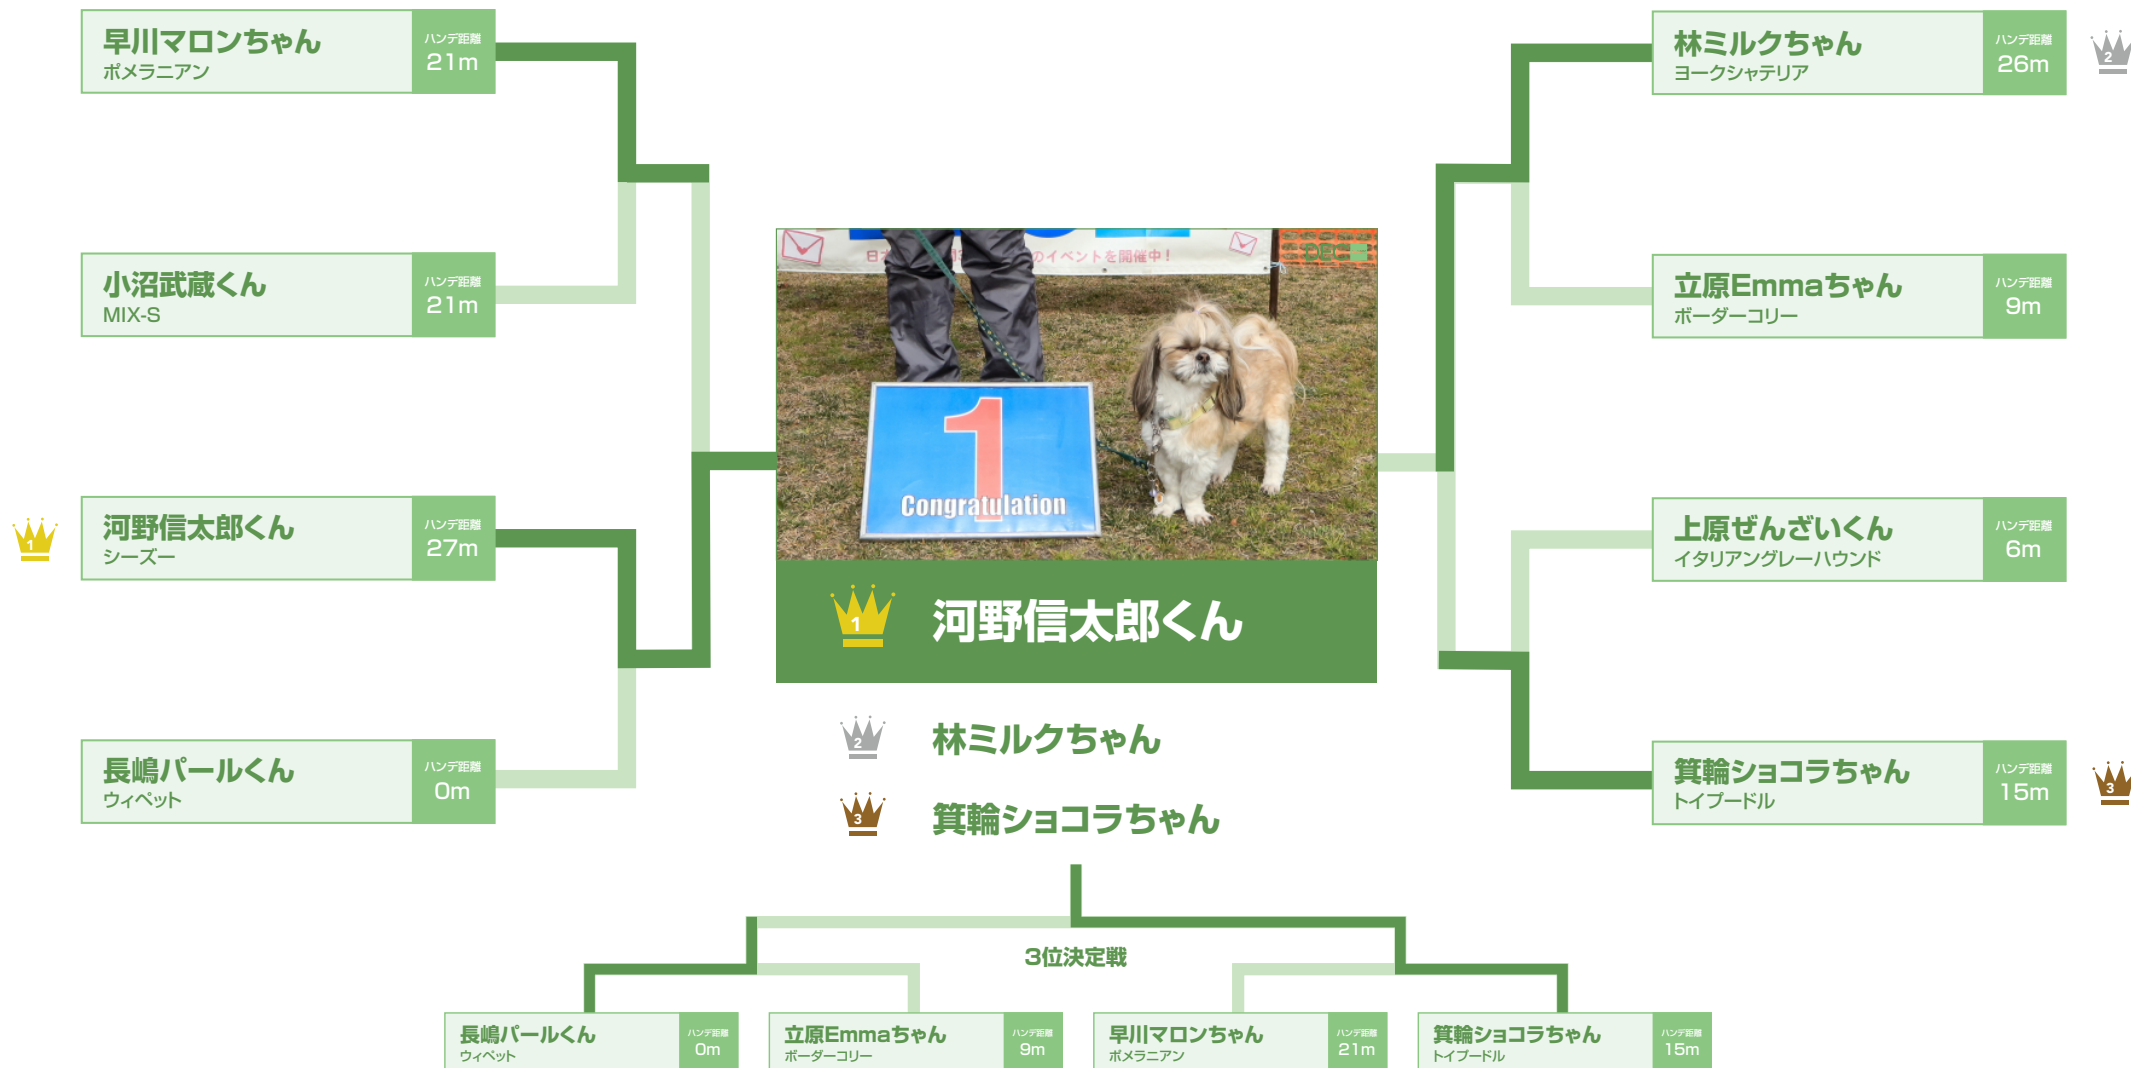 早川マロンちゃん
ポメラニアン
ハンデ距離
21m
小沼武蔵くん
MIX-S
ハンデ距離
21m
1
河野信太郎くん
シーズー
ハンデ距離
27m
長嶋パールくん
ウィペット
ハンデ距離
0m
のイベントを開催中！
1
Congratulation
1
河野信太郎くん
2
林ミルクちゃん
3
箕輪ショコラちゃん
林ミルクちゃん
ヨークシャテリア
ハンデ距離
26m
2
立原Emmaちゃん
ボーダーコリー
ハンデ距離
9m
上原ぜんざいくん
イタリアングレーハウンド
ハンデ距離
6m
箕輪ショコラちゃん
トイプードル
ハンデ距離
15m
3
3位決定戦
長嶋パールくん
ウィペット
ハンデ距離
0m
立原Emmaちゃん
ボーダーコリー
ハンデ距離
9m
早川マロンちゃん
ポメラニアン
ハンデ距離
21m
箕輪ショコラちゃん
トイプードル
ハンデ距離
15m